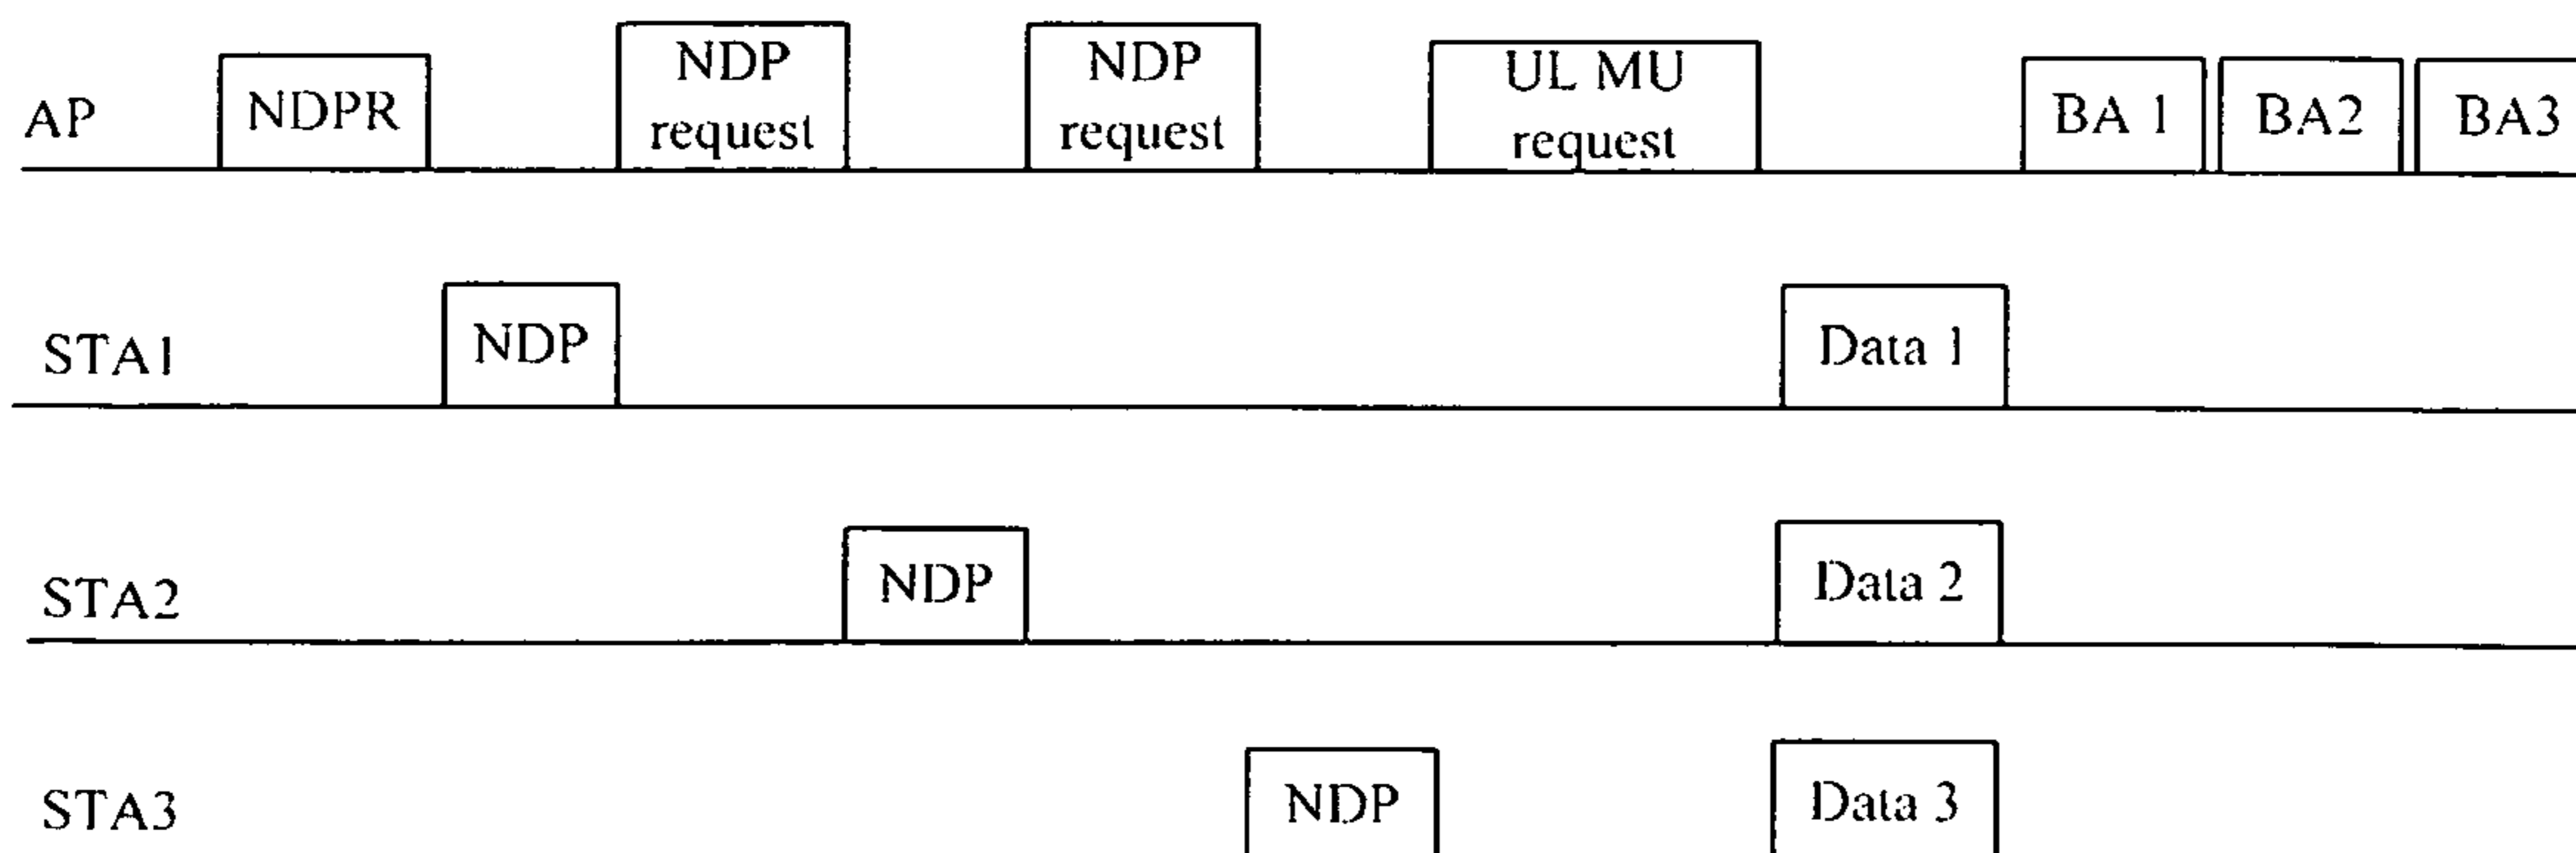 AP
NDPR
NDP
request
NDP
request
UL MU
request
BA 1
BA2
BA3
STA1
NDP
Data 1
STA2
NDP
Data 2
STA3
NDP
Data 3